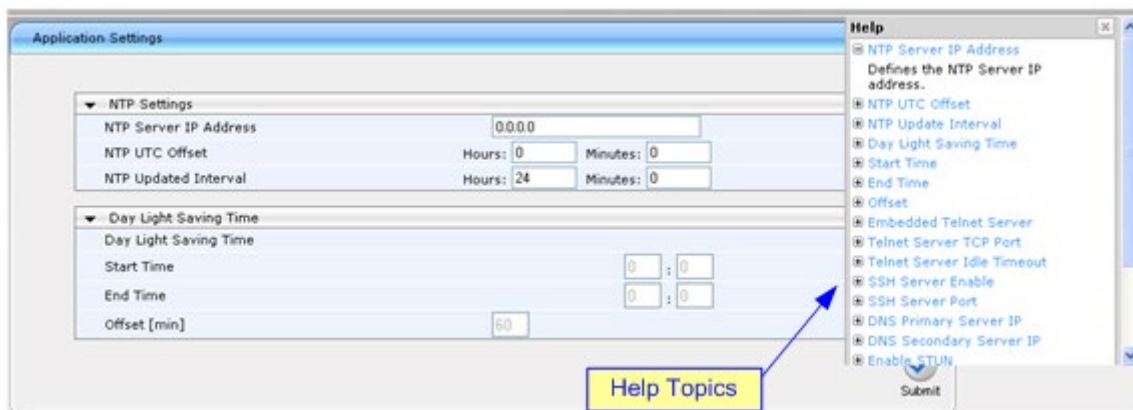 Application Settings
NTP Settings
NTP Server IP Address 0.0.0.0
NTP UTC Offset Hours: 0 Minutes: 0
NTP Updated Interval Hours: 24 Minutes: 0
Day Light Saving Time
Day Light Saving Time
Start Time 0 : 0
End Time 0 : 0
Offset [min] 60
Help
NTP Server IP Address
Defines the NTP Server IP
address.
NTP UTC Offset
NTP Update Interval
Day Light Saving Time
Start Time
End Time
Offset
Embedded Telnet Server
Telnet Server TCP Port
Telnet Server Idle Timeout
SSH Server Enable
SSH Server Port
DNS Primary Server IP
DNS Secondary Server IP
Enable STUN
Help Topics
Submit